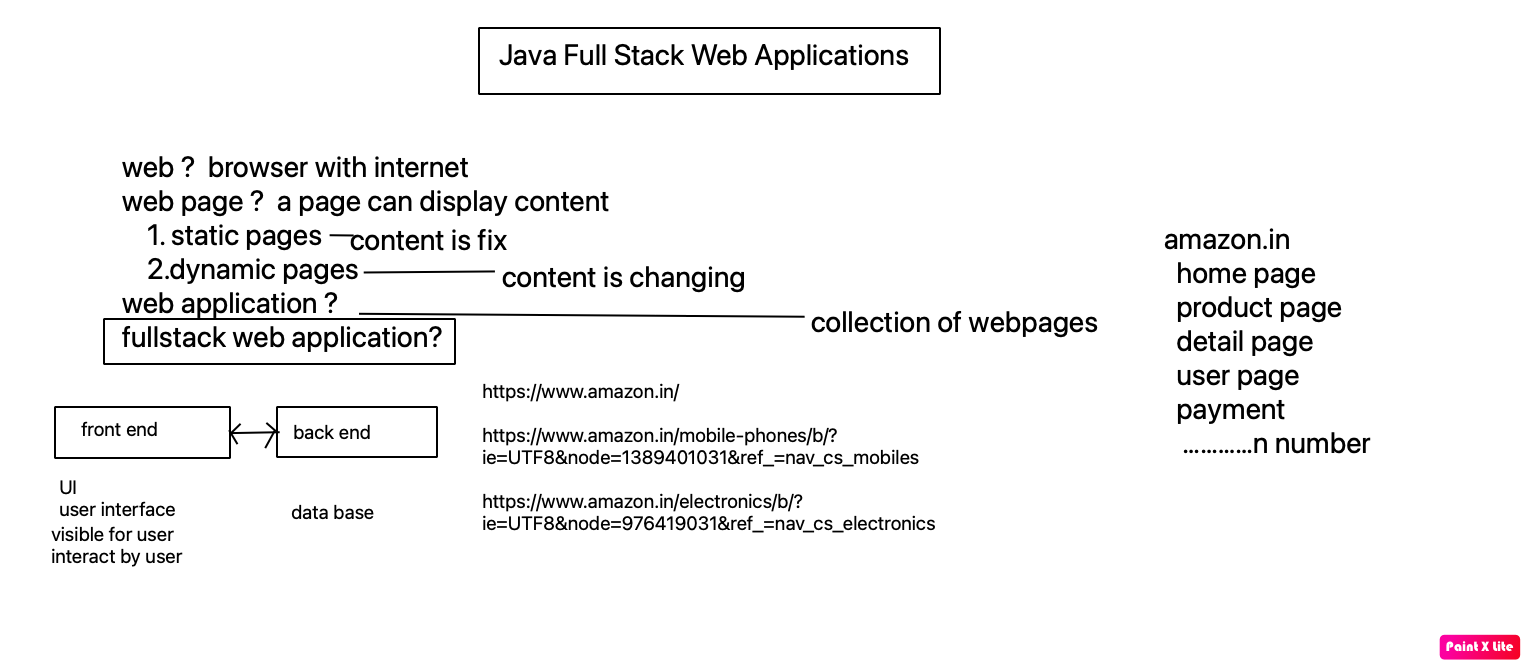 Java Full Stack Web Applications
web ?  browser with internet
web page ?  a page can display content
1. static pages
content is fix
2.dynamic pages
content is changing
web application ?
collection of webpages
fullstack web application?
front end
back end
UI
user interface
visible for user
interact by user
data base
https://www.amazon.in/
https://www.amazon.in/mobile-phones/b/?
ie=UTF8&node=1389401031&ref_=nav_cs_mobiles
https://www.amazon.in/electronics/b/?
ie=UTF8&node=976419031&ref_=nav_cs_electronics
amazon.in
home page
product page
detail page
user page
payment
............n number
Paint X Lite